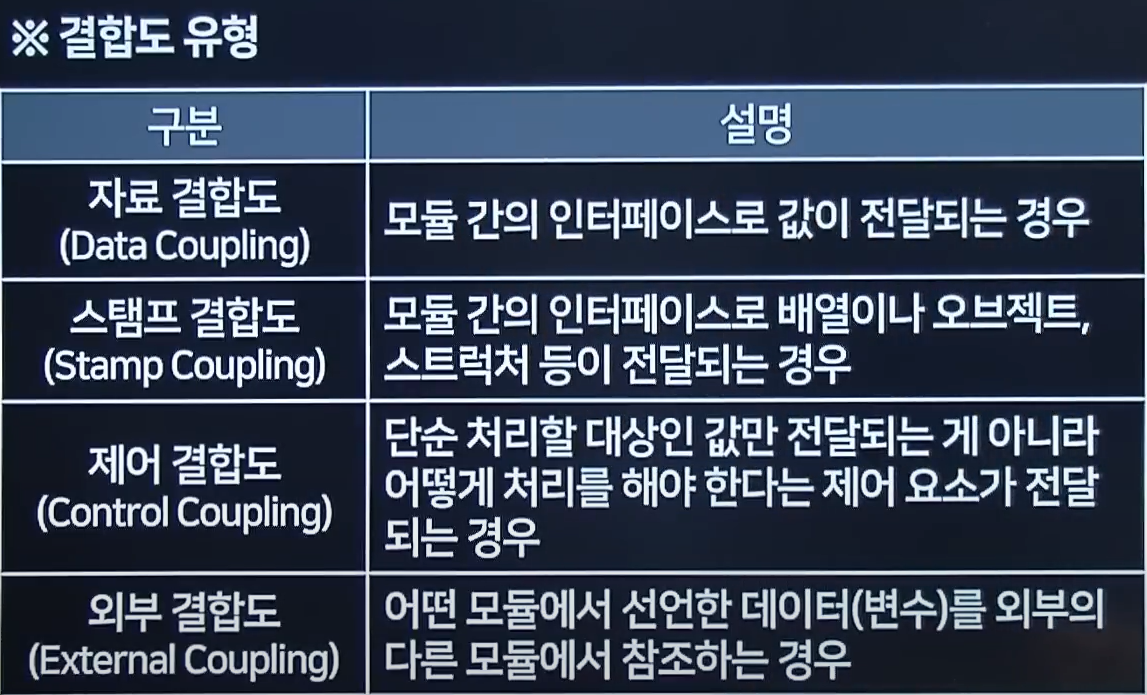 ※ 결합도 유형
구분
설명
자료 결합도
(Data Coupling)
모듈 간의 인터페이스로 값이 전달되는 경우
스탬프 결합도
(Stamp Coupling)
모듈 간의 인터페이스로 배열이나 오브젝트,
스트럭처 등이 전달되는 경우
제어 결합도
(Control Coupling)
단순 처리할 대상인 값만 전달되는 게 아니라
어떻게 처리를 해야 한다는 제어 요소가 전달
되는 경우
외부 결합도
(External Coupling)
어떤 모듈에서 선언한 데이터(변수)를 외부의
다른 모듈에서 참조하는 경우